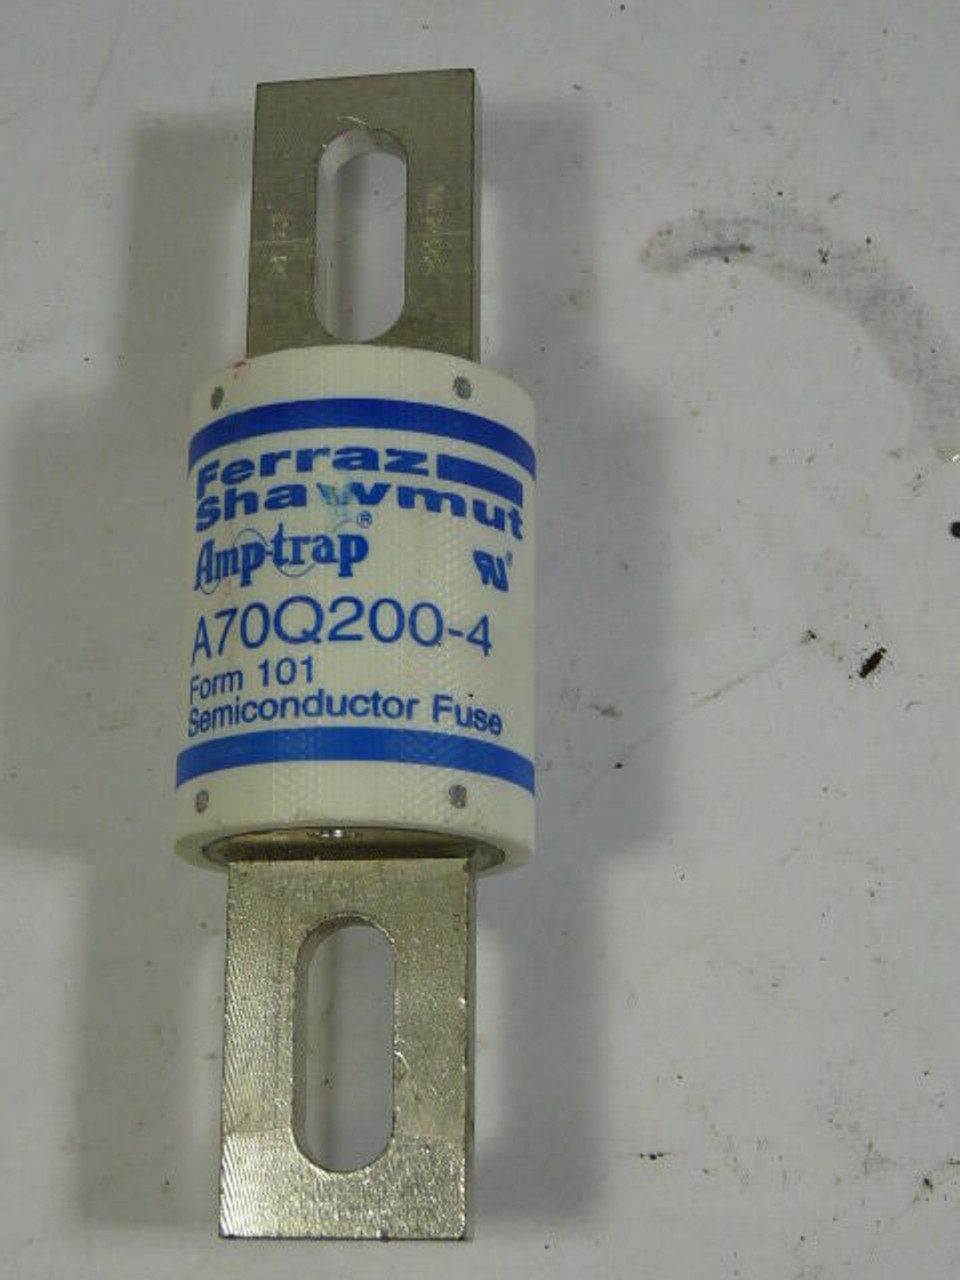 Ferraz
Shawmut
Amp-trap®
A70Q200-4
Form 101
Semiconductor Fuse